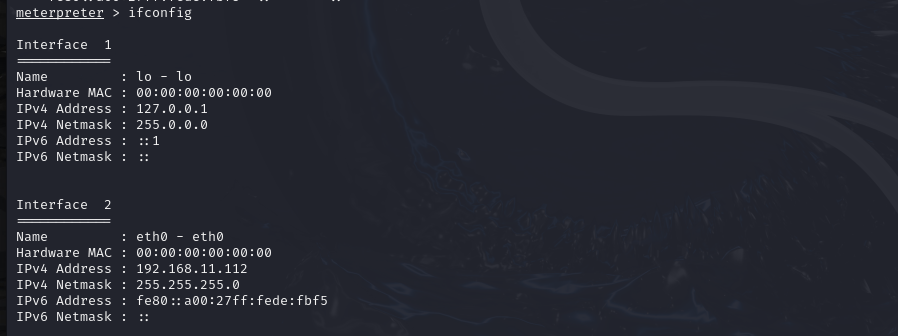 meterpreter > ifconfig
Interface  1
============
Name         : lo - lo
Hardware MAC : 00:00:00:00:00:00
IPv4 Address : 127.0.0.1
IPv4 Netmask : 255.0.0.0
IPv6 Address : ::1
IPv6 Netmask : ::
Interface  2
============
Name         : eth0 - eth0
Hardware MAC : 00:00:00:00:00:00
IPv4 Address : 192.168.11.112
IPv4 Netmask : 255.255.255.0
IPv6 Address : fe80::a00:27ff:fede:fbf5
IPv6 Netmask : ::